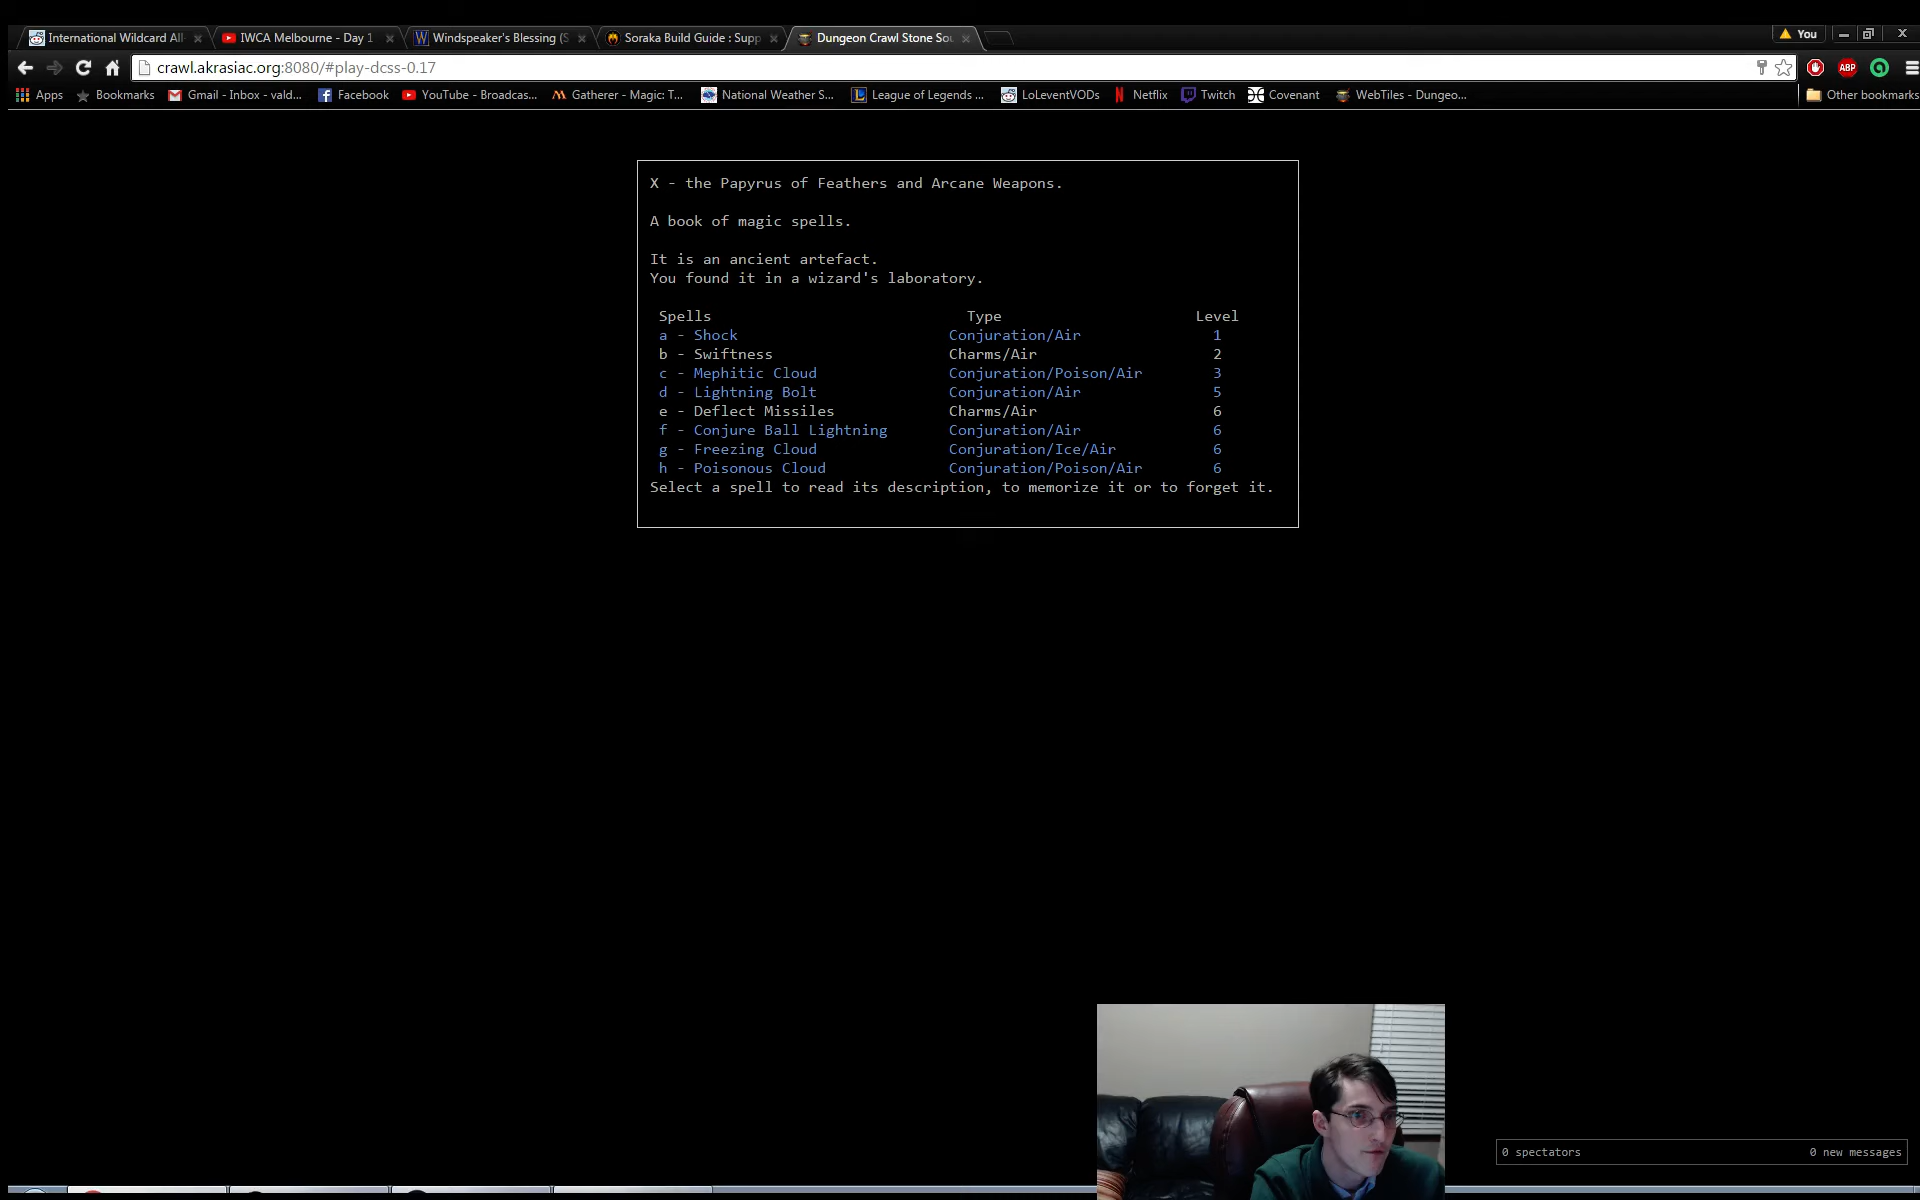 International Wildcard All
IWCA Melbourne - Day 1
Windspeaker's Blessing (S
Soraka Build Guide : Supp
Dungeon Crawl Stone Sou
You
crawl.akrasiac.org:8080/#play-dcss-0.17
ABP
Apps
Bookmarks
Gmail - Inbox - vald...
Facebook
YouTube - Broadcas...
Gatherer - Magic: T...
National Weather S...
League of Legends ...
LoLeventVODs
Netflix
Twitch
Covenant
WebTiles - Dungeo...
Other bookmarks
X - the Papyrus of Feathers and Arcane Weapons.
A book of magic spells.
It is an ancient artefact.
You found it in a wizard's laboratory.
Spells Type Level
a - Shock Conjuration/Air 1
b - Swiftness Charms/Air 2
c - Mephitic Cloud Conjuration/Poison/Air 3
d - Lightning Bolt Conjuration/Air 5
e - Deflect Missiles Charms/Air 6
f - Conjure Ball Lightning Conjuration/Air 6
g - Freezing Cloud Conjuration/Ice/Air 6
h - Poisonous Cloud Conjuration/Poison/Air 6
Select a spell to read its description, to memorize it or to forget it.
0 spectators 0 new messages